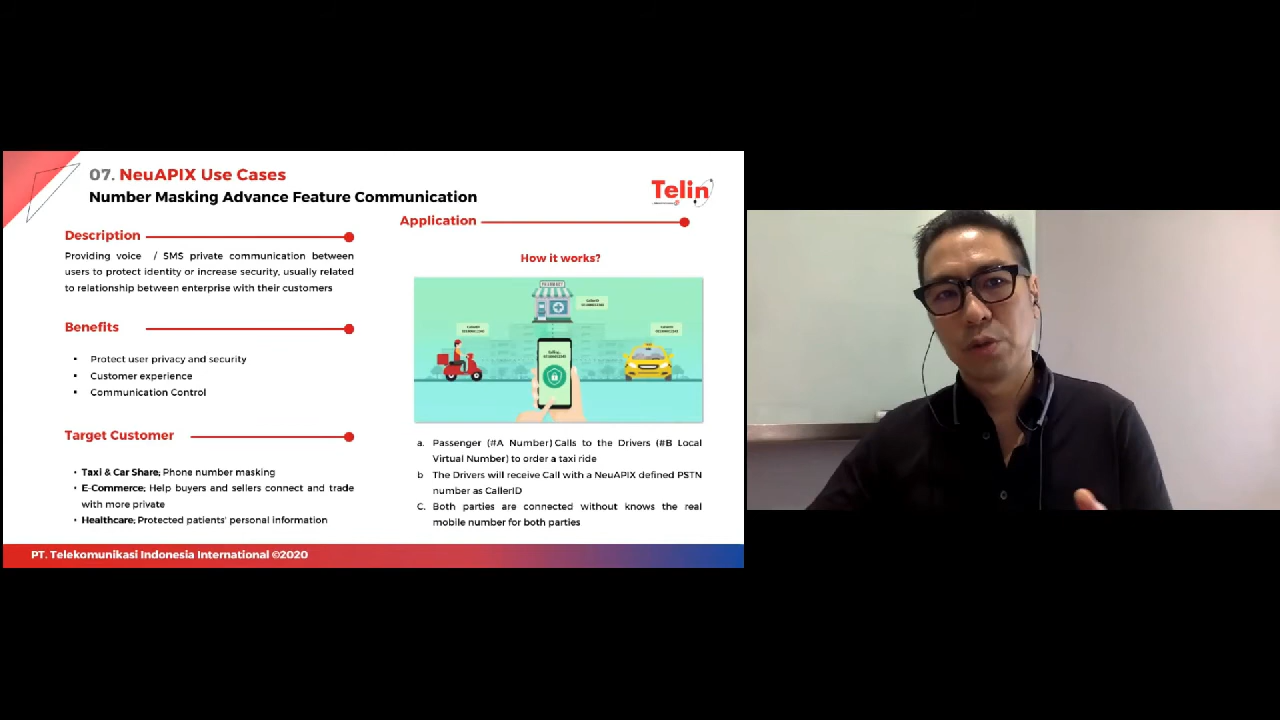 07. NeuAPIX Use Cases
Number Masking Advance Feature Communication
Telin
Description
Providing voice / SMS private communication between
users to protect identity or increase security, usually related
to relationship between enterprise with their customers
Benefits
▪ Protect user privacy and security
▪ Customer experience
▪ Communication Control
Target Customer
• Taxi & Car Share; Phone number masking
• E-Commerce; Help buyers and sellers connect and trade
with more private
• Healthcare; Protected patients' personal information
Application
How it works?
a. Passenger (#A Number) Calls to the Drivers (#B Local
Virtual Number) to order a taxi ride
b The Drivers will receive Call with a NeuAPIX defined PSTN
number as CallerID
C. Both parties are connected without knows the real
mobile number for both parties
PT. Telekomunikasi Indonesia International ©2020